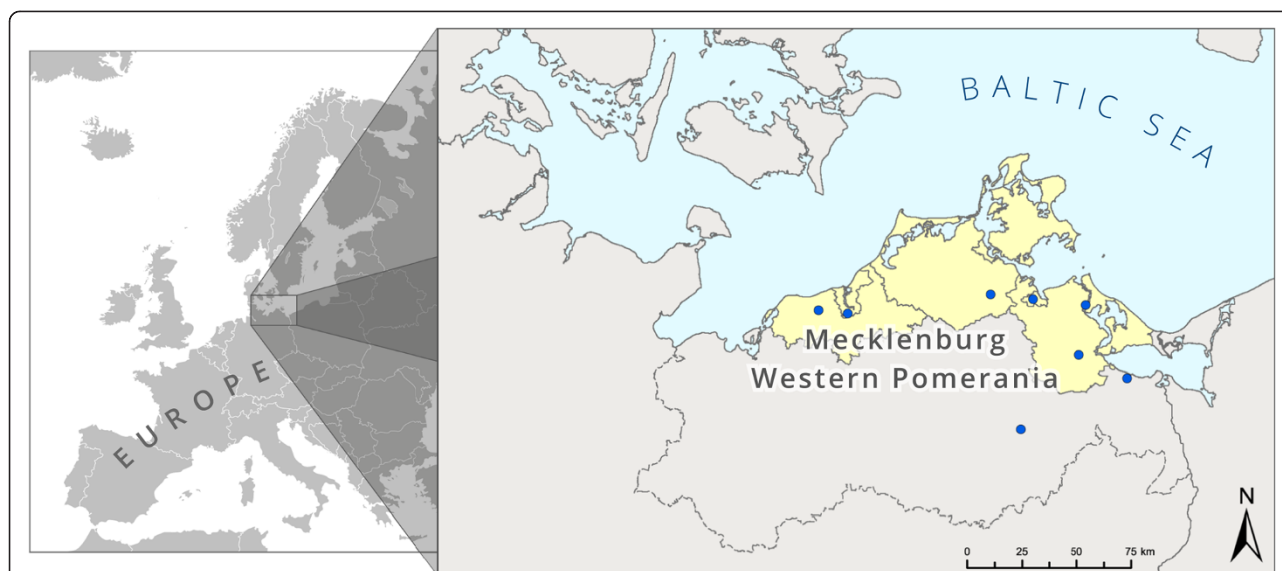 EUROPE
BALTIC SEA
Mecklenburg
Western Pomerania
N
0 25 50 75 km